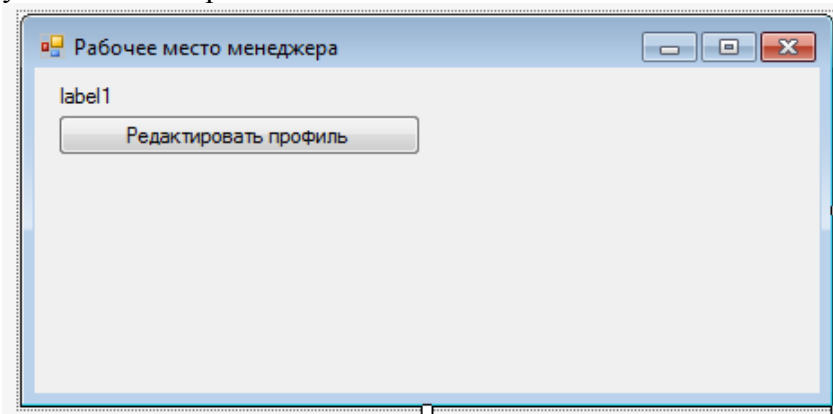 Рабочее место менеджера
label1
Редактировать профиль